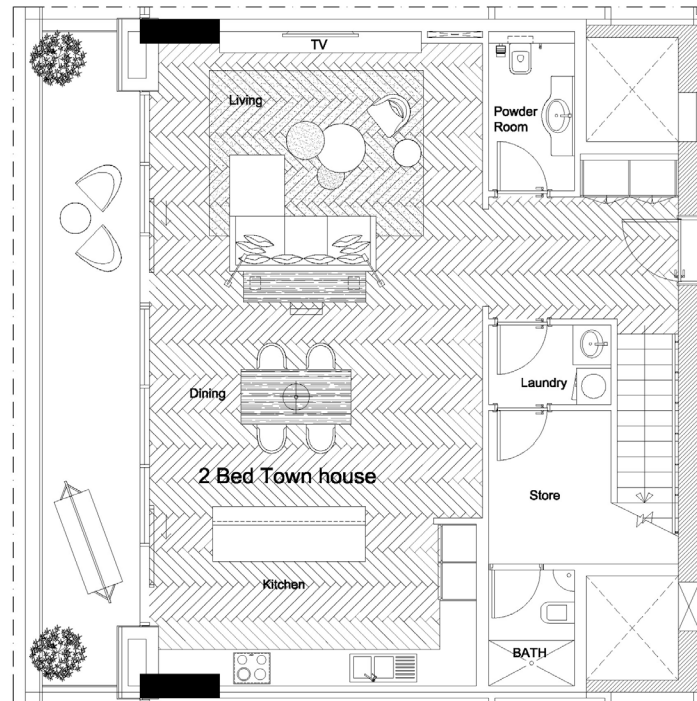 TV
Living
Powder
Room
Laundry
Dining
2 Bed Town house
Store
Kitchen
BATH